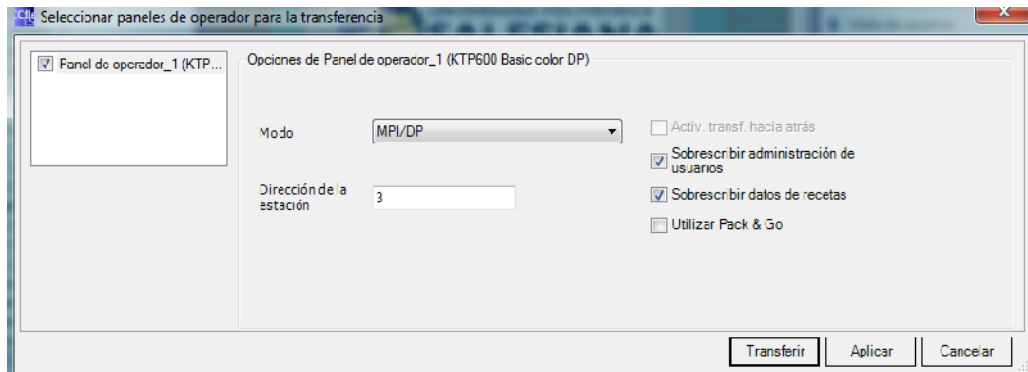 Seleccionar paneles de operador para la transferencia
Panel de operador_1 (KTP...
Opciones de Panel de operador_1 (KTP600 Basic color DP)
Modo
MPI/DP
Dirección de la
estación
3
Activ. transf. hacia atrás
Sobrescribir administración de
usuarios
Sobrescribir datos de recetas
Utilizar Pack & Go
Transferir
Aplicar
Cancelar